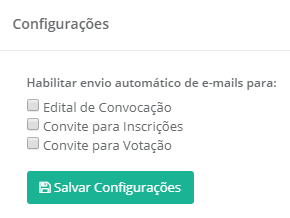 Configurações
Habilitar envio automático de e-mails para:
Edital de Convocação
Convite para Inscrições
Convite para Votação
Salvar Configurações